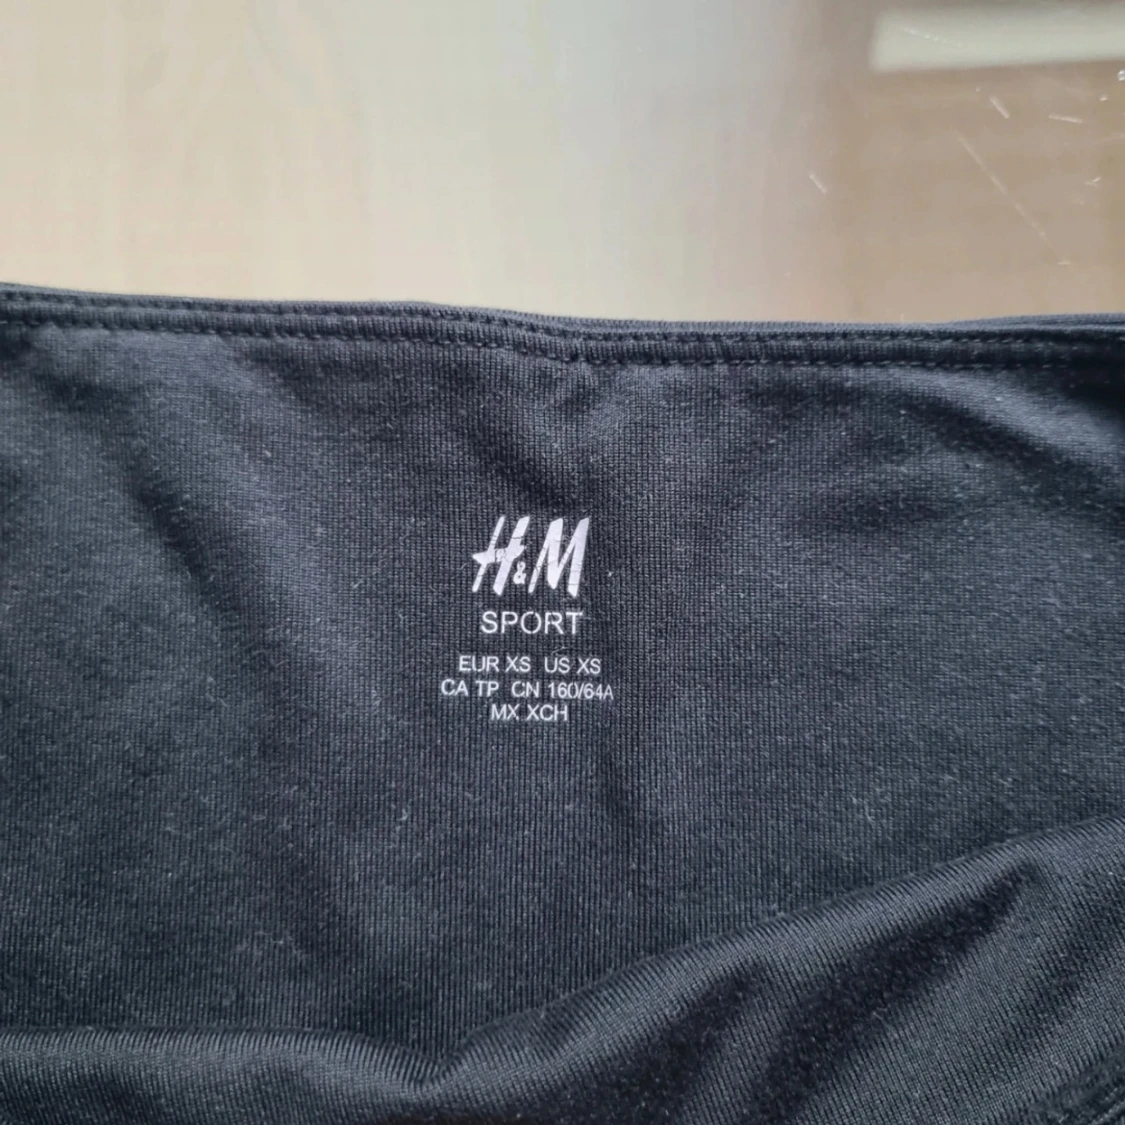 H&M
SPORT
EUR XS US XS
CA TP CN 160/64A
MX XCH